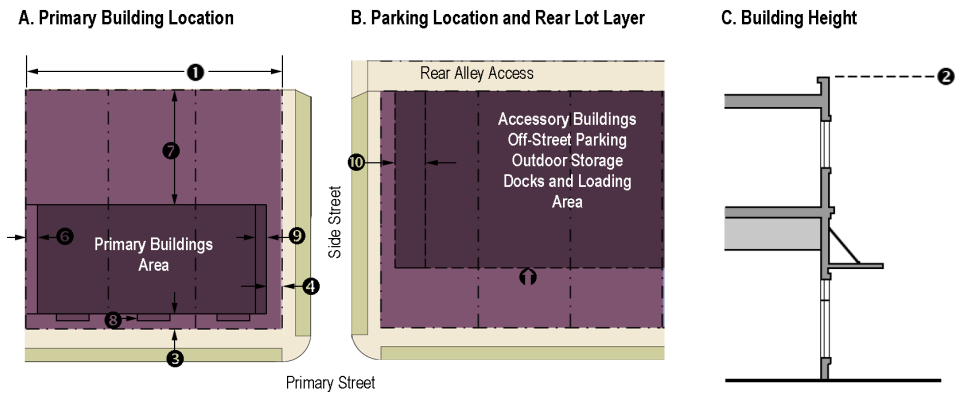 A. Primary Building Location
B. Parking Location and Rear Lot Layer
C. Building Height
1
7
6
Primary Buildings
Area
9
4
8
3
Side Street
Primary Street
Rear Alley Access
Accessory Buildings
Off-Street Parking
Outdoor Storage
Docks and Loading
Area
10
2